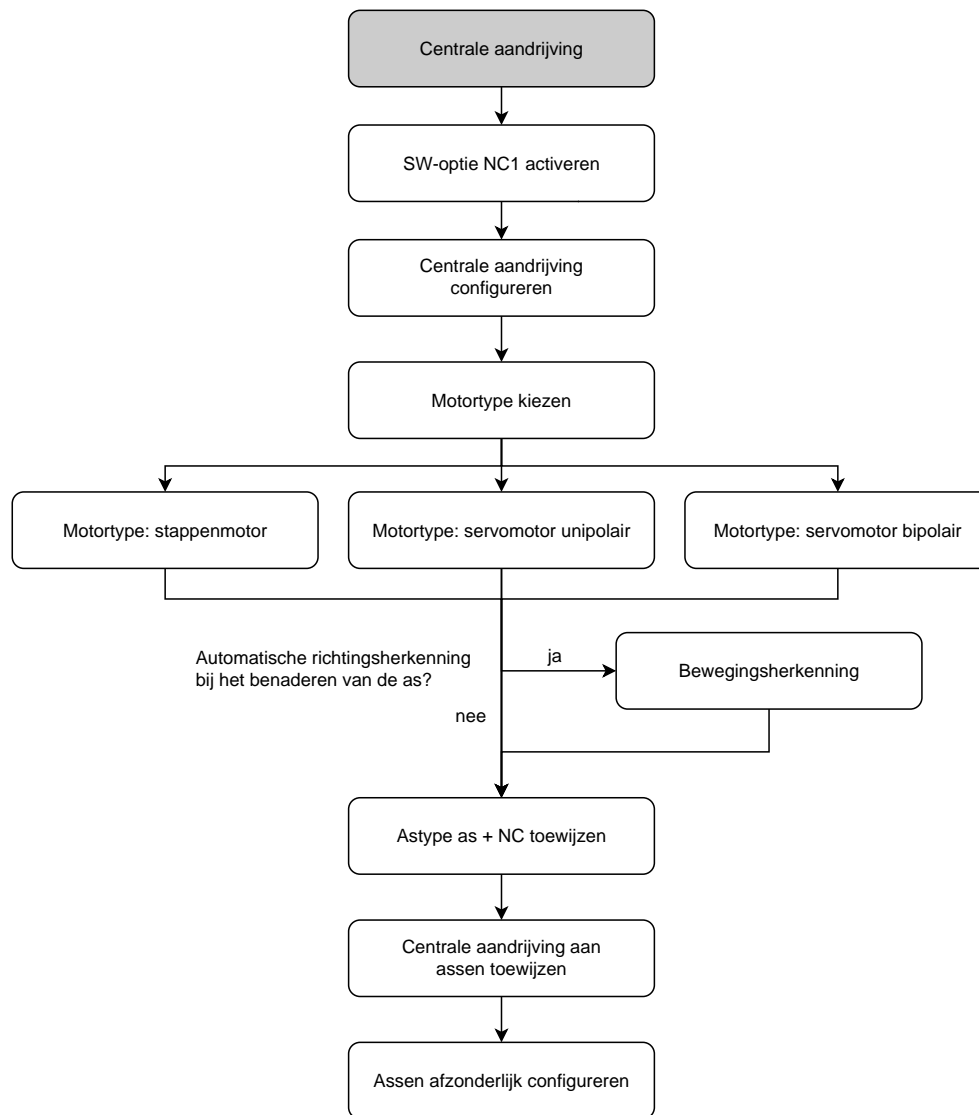 Centrale aandrijving
SW-optie NC1 activeren
Centrale aandrijving
configureren
Motortype kiezen
Motortype: stappenmotor
Motortype: servomotor unipolair
Motortype: servomotor bipolair
Automatische richtingsherkenning
bij het benaderen van de as?
ja
Bewegingsherkenning
nee
Astype as + NC toewijzen
Centrale aandrijving aan
assen toewijzen
Assen afzonderlijk configureren